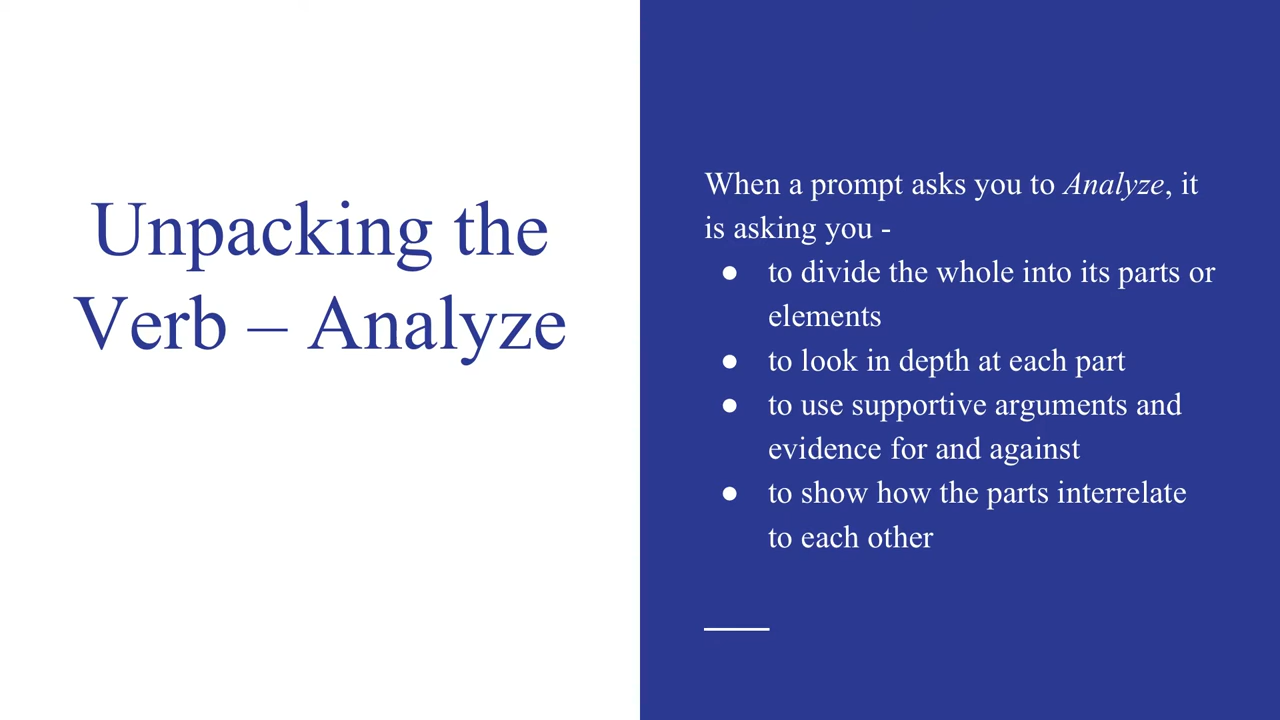 Unpacking the
Verb – Analyze
When a prompt asks you to Analyze, it
is asking you -
● to divide the whole into its parts or
elements
● to look in depth at each part
● to use supportive arguments and
evidence for and against
● to show how the parts interrelate
to each other